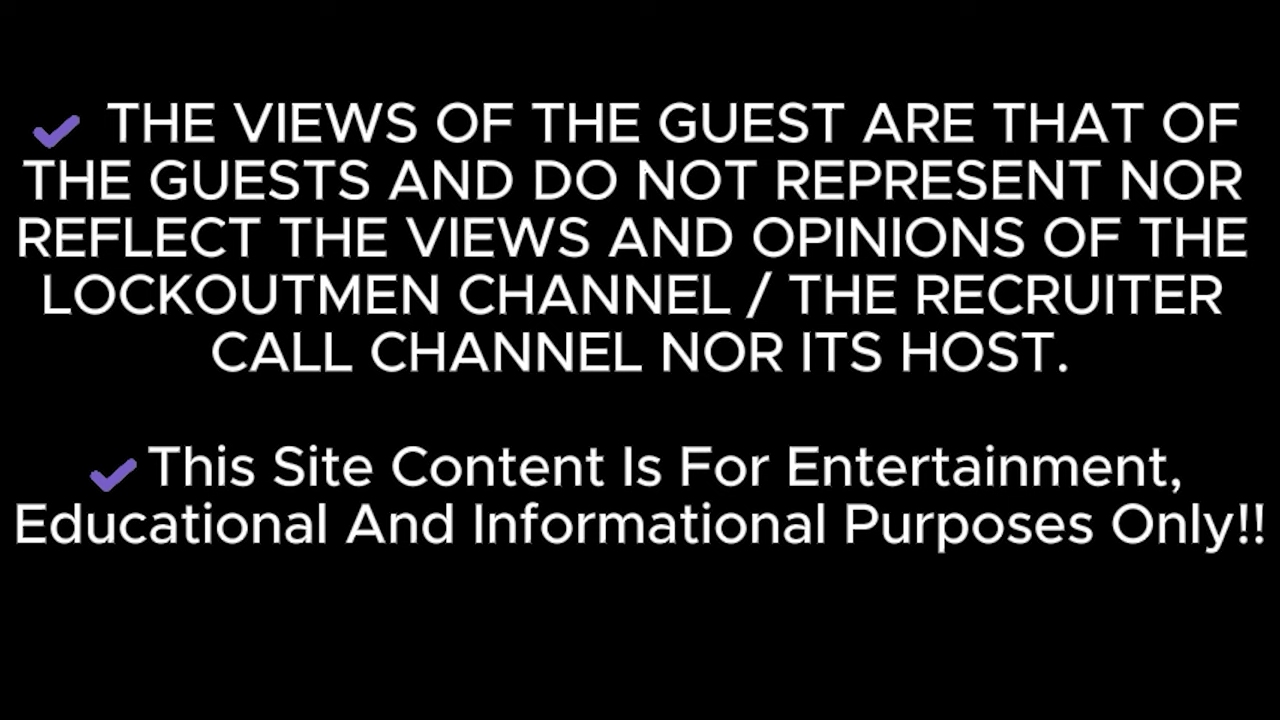 ✔ THE VIEWS OF THE GUEST ARE THAT OF
THE GUESTS AND DO NOT REPRESENT NOR
REFLECT THE VIEWS AND OPINIONS OF THE
LOCKOUTMEN CHANNEL / THE RECRUITER
CALL CHANNEL NOR ITS HOST.
✔ This Site Content Is For Entertainment,
Educational And Informational Purposes Only!!